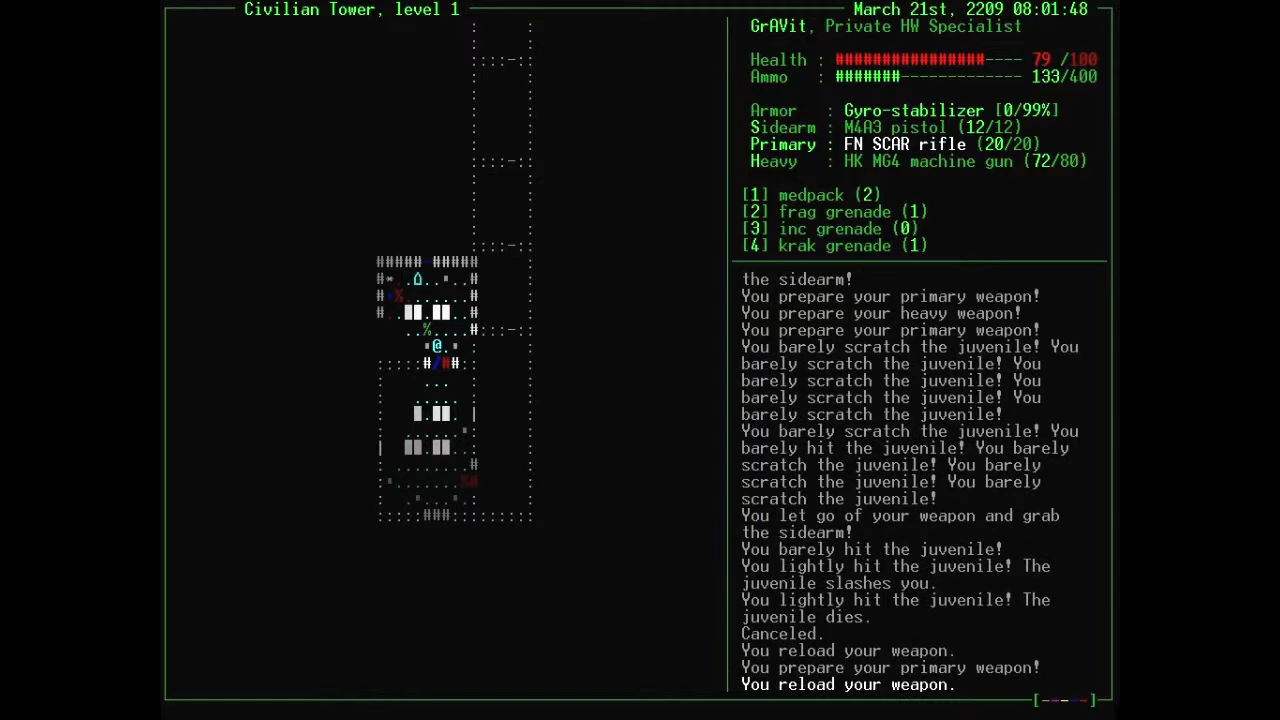 Civilian Tower, level 1
March 21st, 2209 08:01:48
GrAVit, Private HW Specialist
Health : ################---- 79 /100
Ammo : #######------------- 133/400
Armor : Gyro-stabilizer [0/99%]
Sidearm : M4A3 pistol (12/12)
Primary : FN SCAR rifle (20/20)
Heavy : HK MG4 machine gun (72/80)
[1] medpack (2)
[2] frag grenade (1)
[3] inc grenade (0)
[4] krak grenade (1)
the sidearm!
You prepare your primary weapon!
You prepare your heavy weapon!
You prepare your primary weapon!
You barely scratch the juvenile! You
barely scratch the juvenile! You
barely scratch the juvenile! You
barely scratch the juvenile! You
barely scratch the juvenile!
You barely scratch the juvenile! You
barely hit the juvenile! You barely
scratch the juvenile! You barely
scratch the juvenile! You barely
scratch the juvenile!
You let go of your weapon and grab
the sidearm!
You barely hit the juvenile!
You lightly hit the juvenile! The
juvenile slashes you.
You lightly hit the juvenile! The
juvenile dies.
Canceled.
You reload your weapon.
You prepare your primary weapon!
You reload your weapon.
[-----]